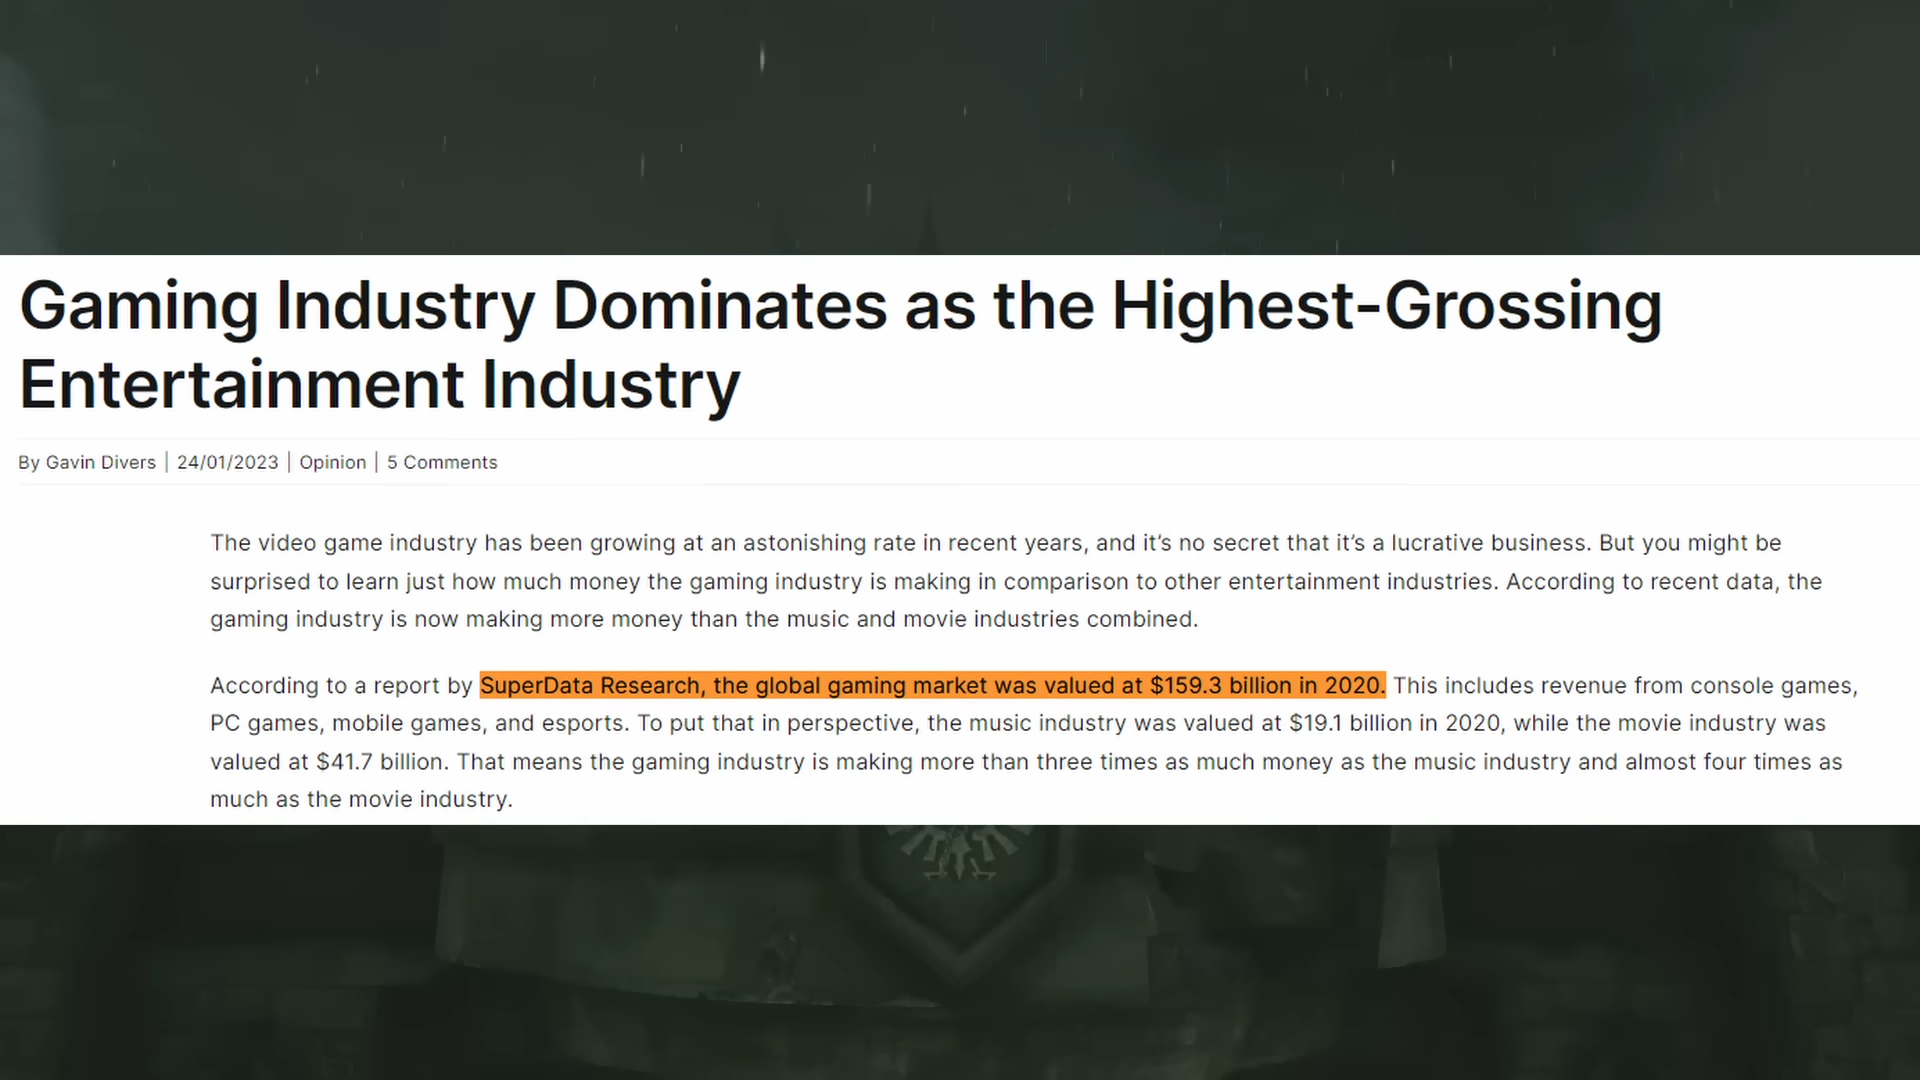 Gaming Industry Dominates as the Highest-Grossing
Entertainment Industry
By Gavin Divers | 24/01/2023 | Opinion | 5 Comments
The video game industry has been growing at an astonishing rate in recent years, and it’s no secret that it’s a lucrative business. But you might be
surprised to learn just how much money the gaming industry is making in comparison to other entertainment industries. According to recent data, the
gaming industry is now making more money than the music and movie industries combined.
According to a report by SuperData Research, the global gaming market was valued at $159.3 billion in 2020. This includes revenue from console games,
PC games, mobile games, and esports. To put that in perspective, the music industry was valued at $19.1 billion in 2020, while the movie industry was
valued at $41.7 billion. That means the gaming industry is making more than three times as much money as the music industry and almost four times as
much as the movie industry.